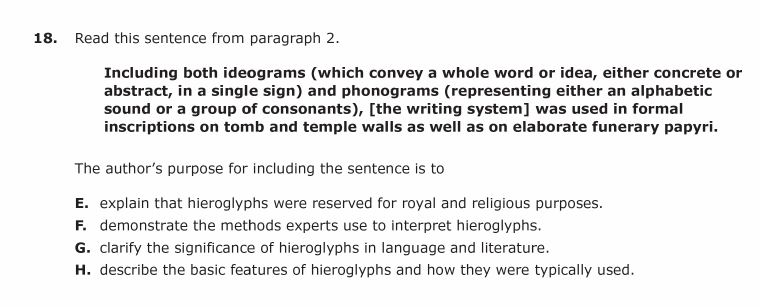 18. Read this sentence from paragraph 2.
Including both ideograms (which convey a whole word or idea, either concrete or
abstract, in a single sign) and phonograms (representing either an alphabetic
sound or a group of consonants), [the writing system] was used in formal
inscriptions on tomb and temple walls as well as on elaborate funerary papyri.
The author’s purpose for including the sentence is to
E. explain that hieroglyphs were reserved for royal and religious purposes.
F. demonstrate the methods experts use to interpret hieroglyphs.
G. clarify the significance of hieroglyphs in language and literature.
H. describe the basic features of hieroglyphs and how they were typically used.